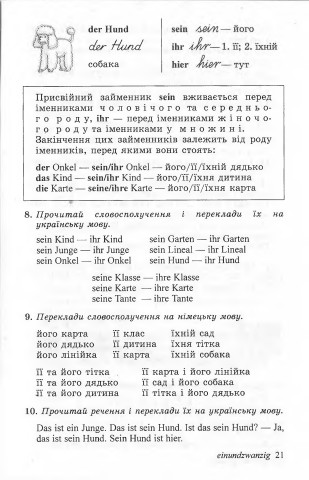 der Hund
der Hund
собака
sein sein — його
ihr ihr — 1. її; 2. їхній
hier hier — тут
Присвійний займенник sein вживається перед
іменниками чоловічого та середньо-
го роду, ihr — перед іменниками жіночо-
го роду та іменниками у множині.
Закінчення цих займенників залежить від роду
іменників, перед якими вони стоять:
der Onkel — sein/ihr Onkel — його/її/їхній дядько
das Kind — sein/ihr Kind — його/її/їхня дитина
die Karte — seine/ihre Karte — його/її/їхня карта
8. Прочитай словосполучення і переклади їх на
українську мову.
sein Kind — ihr Kind sein Garten — ihr Garten
sein Junge — ihr Junge sein Lineal — ihr Lineal
sein Onkel — ihr Onkel sein Hund — ihr Hund
seine Klasse — ihre Klasse
seine Karte — ihre Karte
seine Tante — ihre Tante
9. Переклади словосполучення на німецьку мову.
його карта її клас їхній сад
його дядько її дитина їхня тітка
його лінійка її карта їхній собака
її та його тітка її карта і його лінійка
її та його дядько її сад і його собака
її та його дитина її тітка і його дядько
10. Прочитай речення і переклади їх на українську мову.
Das ist ein Junge. Das ist sein Hund. Ist das sein Hund? — Ja,
das ist sein Hund. Sein Hund ist hier.
einundzwanzig 21